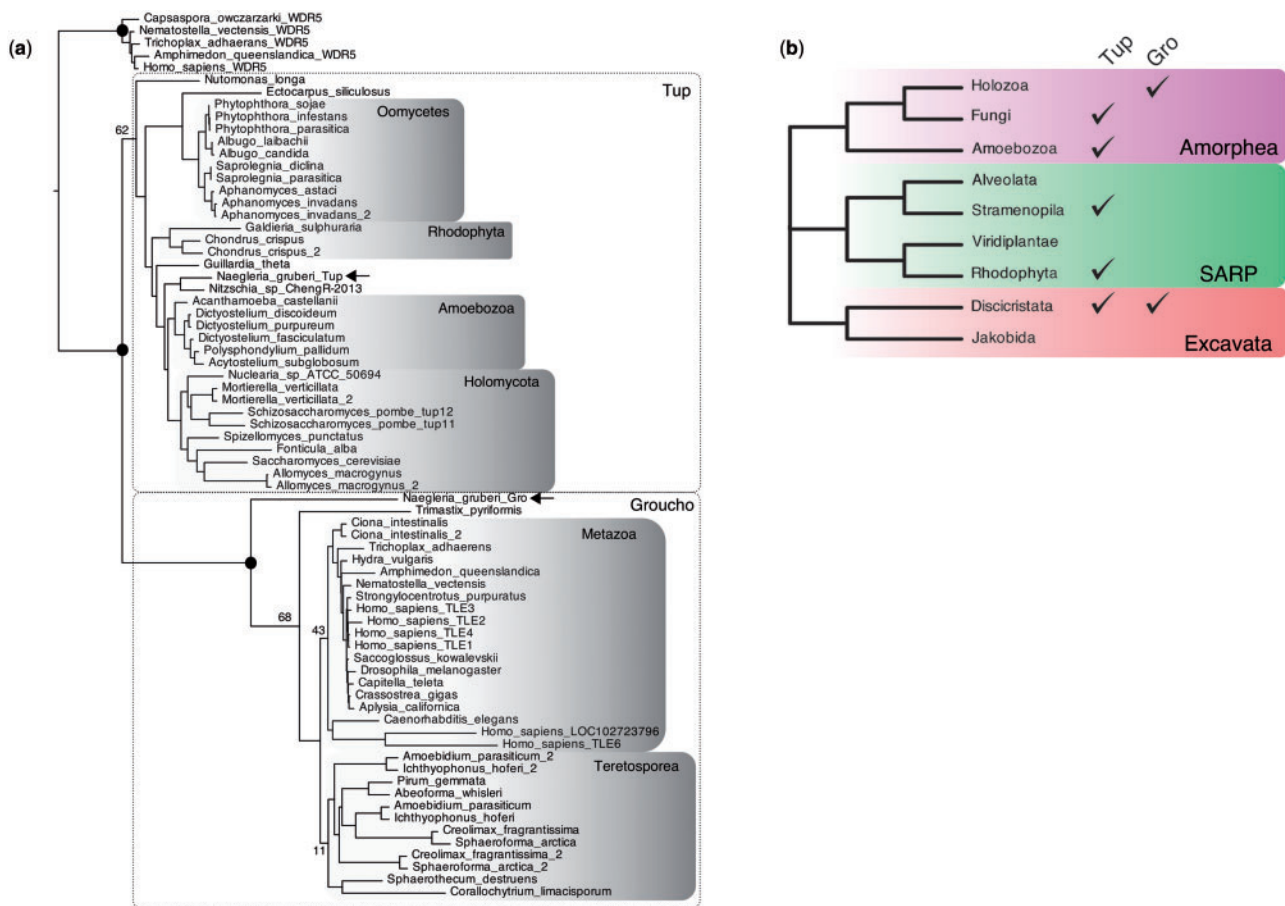 (a)
Capsaspora_owczarzarki_WDR5
Nematostella_vectensis_WDR5
Trichoplax_adhaerans_WDR5
Amphimedon_queenslandica_WDR5
Homo_sapiens_WDR5
Tup
Nutomonas_longa
Ectocarpus_siliculosus
Oomycetes
Phytophthora_sojae
Phytophthora_infestans
Phytophthora_parasitica
Albugo_laibachii
Albugo_candida
Saprolegnia_diclina
Saprolegnia_parasitica
Aphanomyces_astaci
Aphanomyces_invadans
Aphanomyces_invadans_2
62
Galdieria_sulphuraria
Rhodophyta
Chondrus_crispus
Chondrus_crispus_2
Guillardia_theta
Naegleria_gruberi_Tup
Nitzschia_sp_ChengR-2013
Acanthamoeba_castellanii
Amoebozoa
Dictyostelium_discoideum
Dictyostelium_purpureum
Dictyostelium_fasciculatum
Polysphondylium_pallidum
Acytostelium_subglobosum
Nuclearia_sp_ATCC_50694
Holomycota
Mortierella_verticillata
Mortierella_verticillata_2
Schizosaccharomyces_pombe_tup12
Schizosaccharomyces_pombe_tup11
Spizellomyces_punctatus
Fonticula_alba
Saccharomyces_cerevisiae
Allomyces_macrogynus
Allomyces_macrogynus_2
Naegleria_gruberi_Gro
Groucho
Trimastix_pyriformis
Ciona_intestinalis
Metazoa
Ciona_intestinalis_2
Trichoplax_adhaerens
Hydra_vulgaris
Amphimedon_queenslandica
Nematostella_vectensis
Strongylocentrotus_purpuratus
Homo_sapiens_TLE3
Homo_sapiens_TLE2
Homo_sapiens_TLE4
Homo_sapiens_TLE1
Saccoglossus_kowalevskii
Drosophila_melanogaster
Capitella_teleta
Crassostrea_gigas
Aplysia_californica
Caenorhabditis_elegans
Homo_sapiens_LOC102723796
Homo_sapiens_TLE6
68
43
Amoebidium_parasiticum_2
Teretosporea
Ichthyophonus_hoferi_2
Pirum_gemmata
Abeoforma_whisleri
Amoebidium_parasiticum
Ichthyophonus_hoferi
Creolimax_fragrantissima
Sphaeroforma_arctica
11
Creolimax_fragrantissima_2
Sphaeroforma_arctica_2
Sphaerothecum_destruens
Corallochytrium_limacisporum
(b)
Tup
Gro
Holozoa
Fungi
Amoebozoa
Amorphea
Alveolata
Stramenopila
Viridiplantae
Rhodophyta
SARP
Discicristata
Jakobida
Excavata